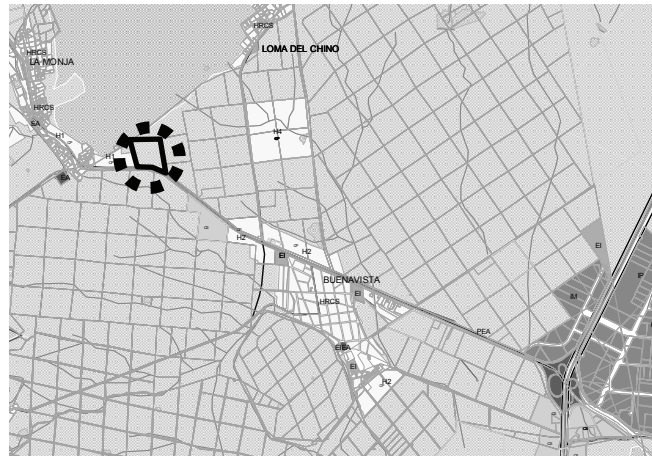 HRCS
LOMA DEL CHINO
HRCS
LA MONJA
HRCS
EA
H1
H4
H
EA
H2
H2
EI
EI
BUENAVISTA
EI
HRCS
IM
IP
PEA
EIEA
EI
H2